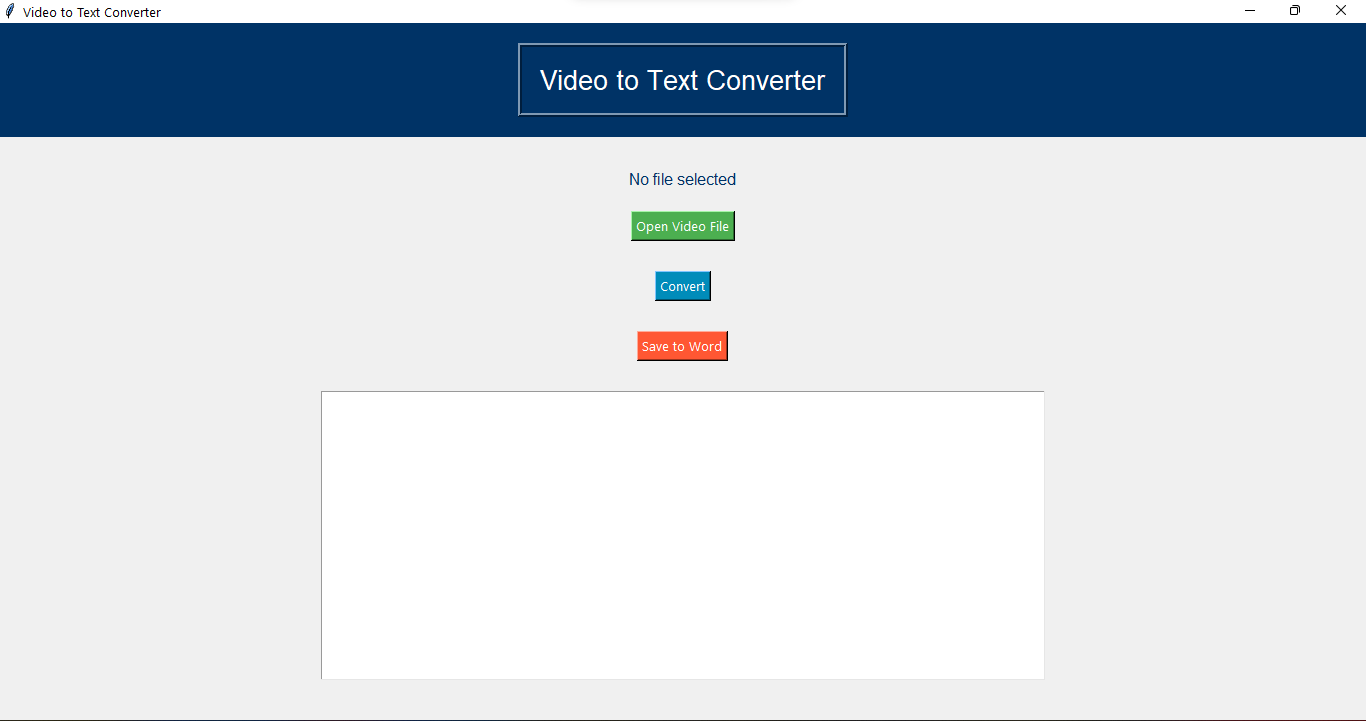 Video to Text Converter
Video to Text Converter
No file selected
Open Video File
Convert
Save to Word